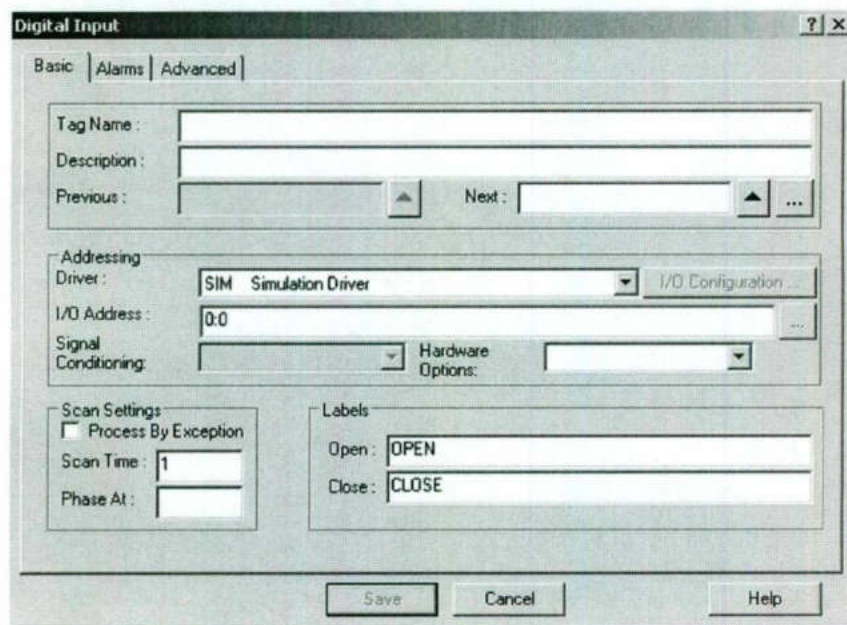 Digital Input ? X
Basic Alarms Advanced
Tag Name :
Description :
Previous : Next : ...
Addressing
Driver : SIM Simulation Driver I/O Configuration ...
I/O Address : 0:0 ...
Signal Conditioning: Hardware Options:
Scan Settings
Process By Exception
Scan Time : 1
Phase At :
Labels
Open : OPEN
Close : CLOSE
Save Cancel Help